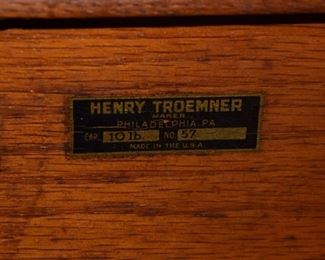 HENRY TROEMNER
MAKER
PHILADELPHIA, PA
CAP. 10 lb. NO 57
MADE IN THE U.S.A